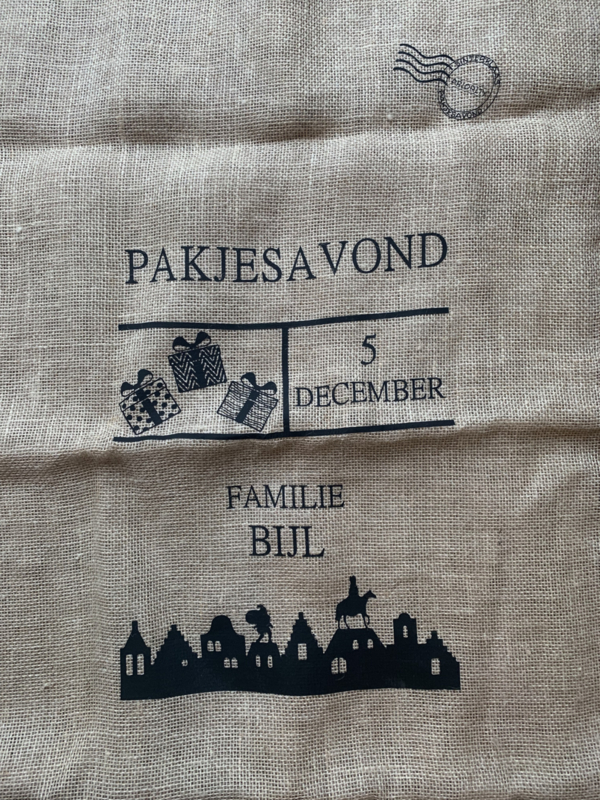 PAKJESAVOND
5
DECEMBER
FAMILIE
BIJL